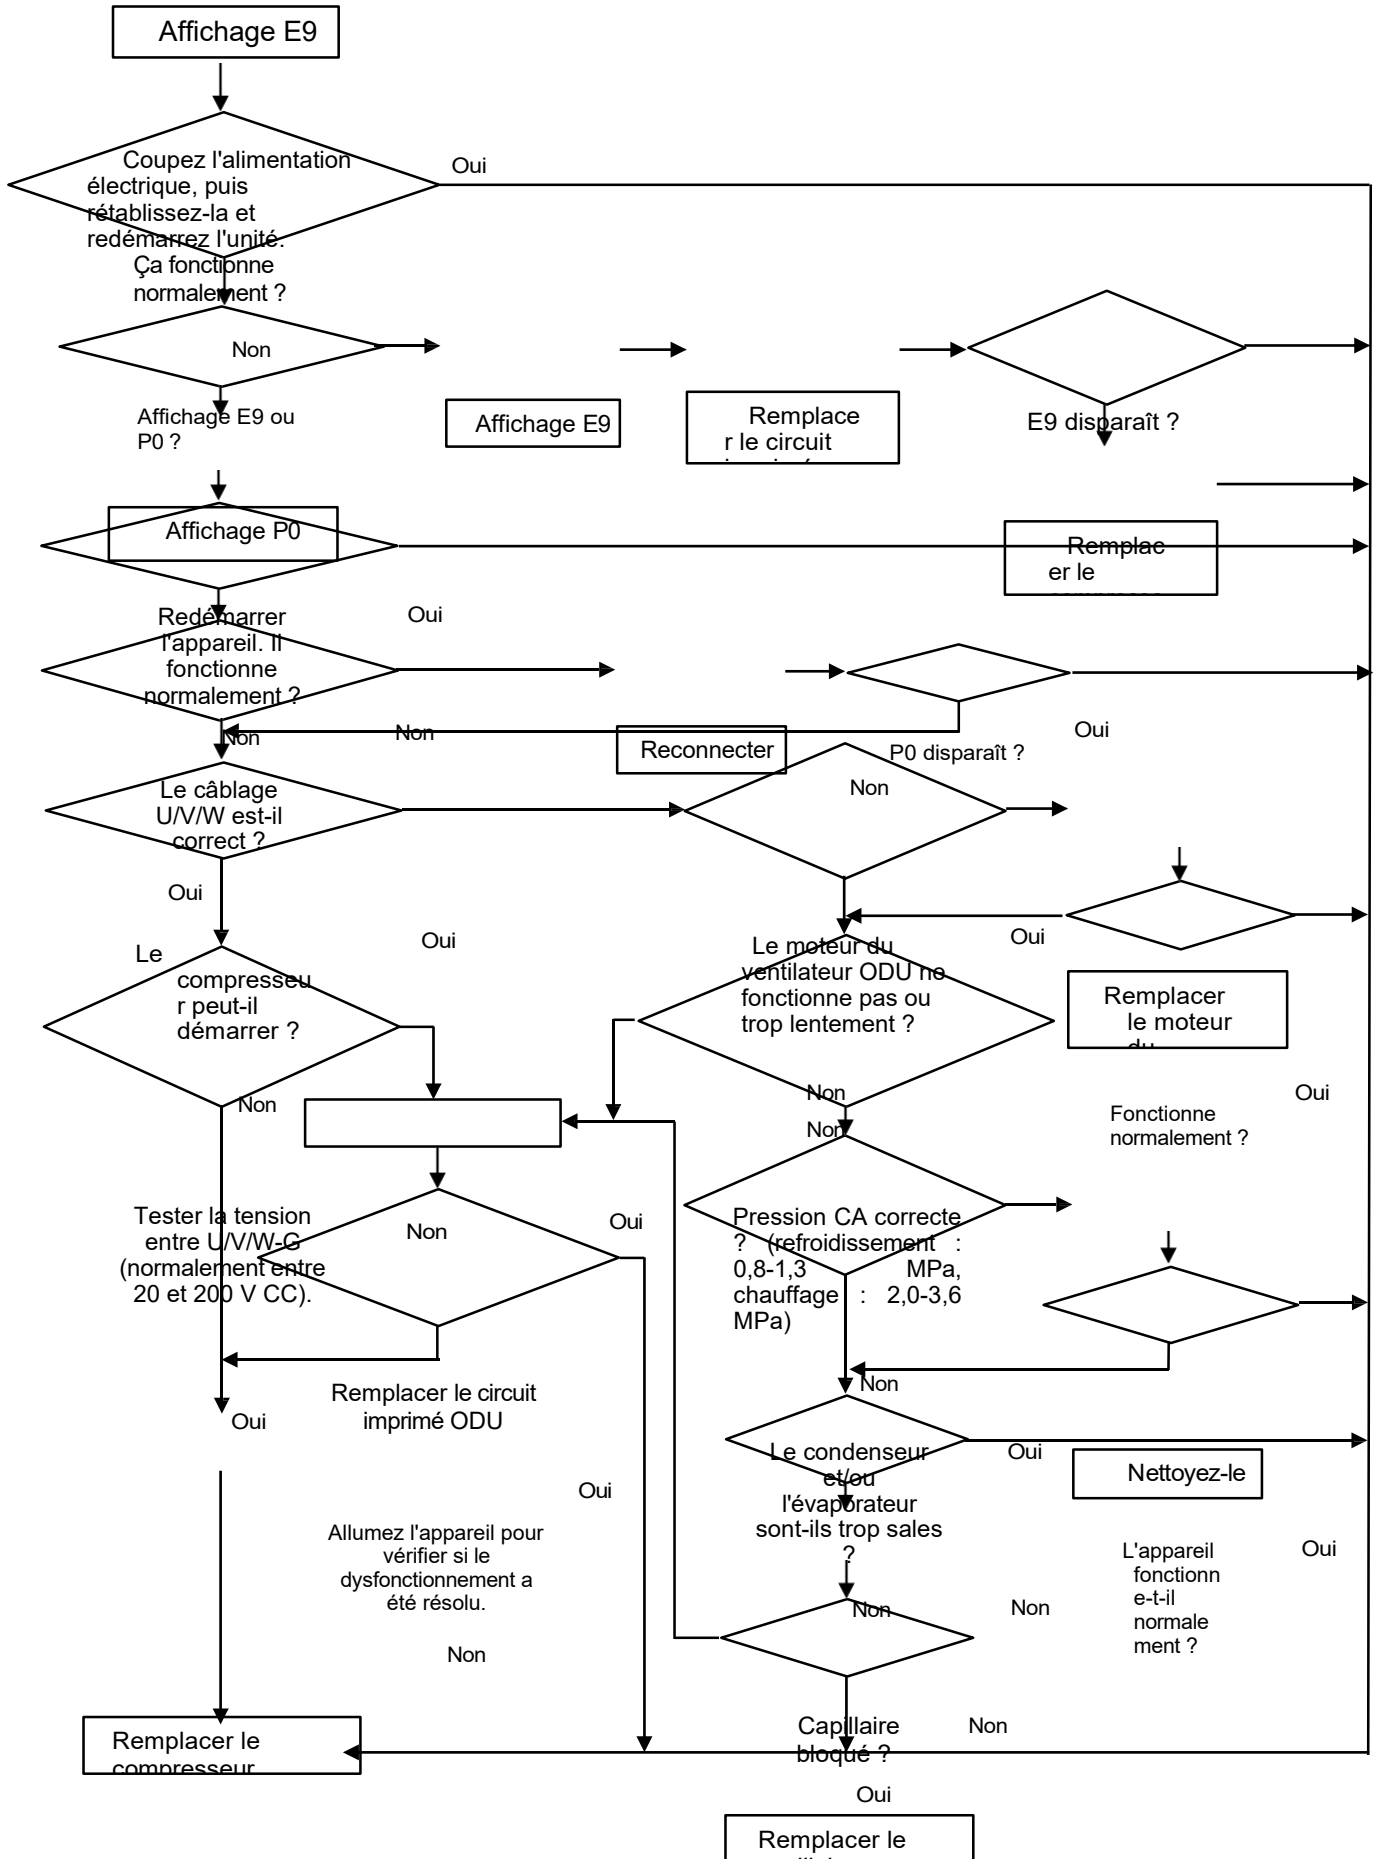 Affichage E9
Coupez l'alimentation
électrique, puis
rétablissez-la et
redémarrez l'unité.
Ça fonctionne
normalement ?
Oui
Non
Affichage E9 ou
P0 ?
Affichage E9
Remplace
r le circuit
E9 disparaît ?
Affichage P0
Remplac
er le
Redémarrer
l'appareil. Il
fonctionne
normalement ?
Oui
Non
Non
Reconnecter
P0 disparaît ?
Oui
Non
Le câblage
U/V/W est-il
correct ?
Oui
Le
compresseu
r peut-il
démarrer ?
Oui
Le moteur du
ventilateur ODU ne
fonctionne pas ou
trop lentement ?
Oui
Remplacer
le moteur
du
Non
Non
Non
Fonctionne
normalement ?
Oui
Tester la tension
entre U/V/W-G
(normalement entre
20 et 200 V CC).
Non
Oui
Pression CA correcte
? (refroidissement :
0,8-1,3 MPa,
chauffage : 2,0-3,6
MPa)
Non
Oui
Remplacer le circuit
imprimé ODU
Le condenseur
et/ou
l'évaporateur
sont-ils trop sales
?
Oui
Nettoyez-le
Oui
Allumez l'appareil pour
vérifier si le
dysfonctionnement a
été résolu.
L'appareil
fonctionn
e-t-il
normale
ment ?
Oui
Non
Non
Non
Remplacer le
compresseur
Capillaire
bloqué ?
Non
Oui
Remplacer le